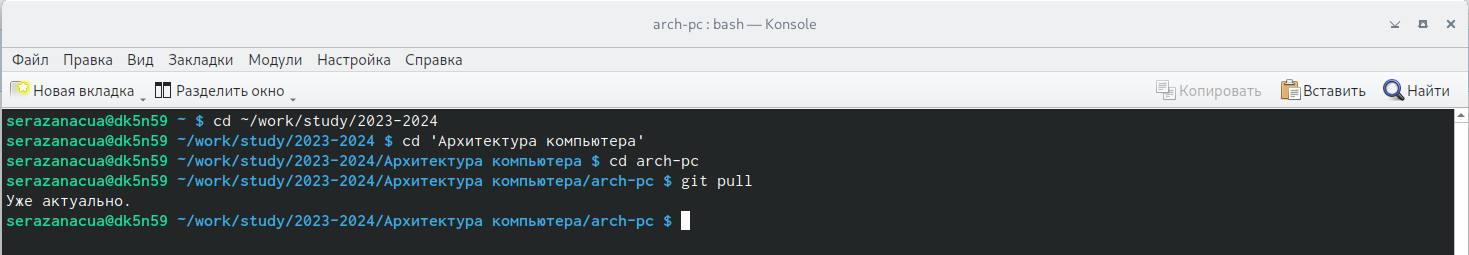 arch-pc : bash — Konsole
Файл Правка Вид Закладки Модули Настройка Справка
Новая вкладка Разделить окно Копировать Вставить Найти
serazanacua@dk5n59 ~ $ cd ~/work/study/2023-2024
serazanacua@dk5n59 ~/work/study/2023-2024 $ cd 'Архитектура компьютера'
serazanacua@dk5n59 ~/work/study/2023-2024/Архитектура компьютера $ cd arch-pc
serazanacua@dk5n59 ~/work/study/2023-2024/Архитектура компьютера/arch-pc $ git pull
Уже актуально.
serazanacua@dk5n59 ~/work/study/2023-2024/Архитектура компьютера/arch-pc $